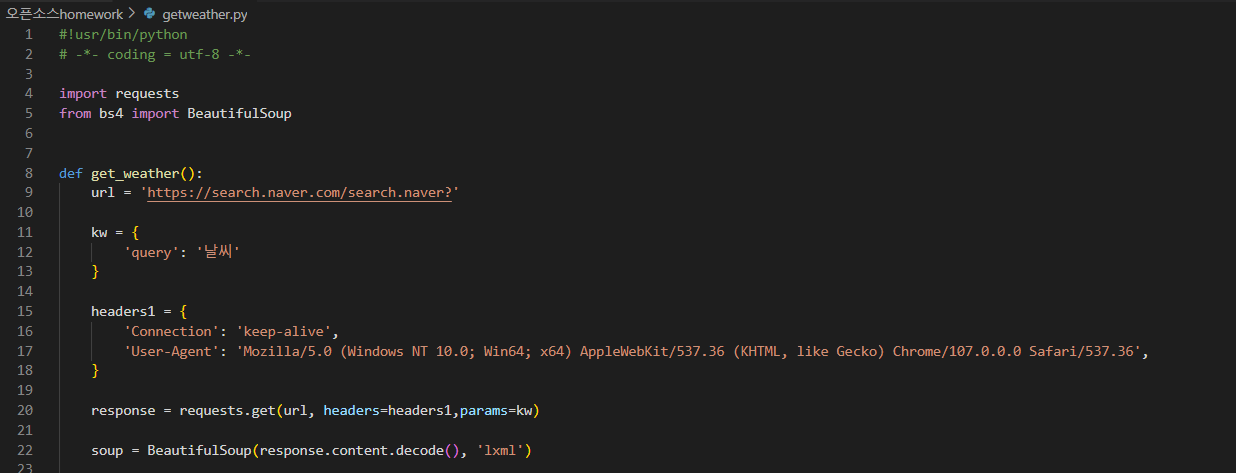 오픈소스homework > getweather.py
1 #!usr/bin/python
2 # -*- coding = utf-8 -*-
3
4 import requests
5 from bs4 import BeautifulSoup
6
7
8 def get_weather():
9     url = 'https://search.naver.com/search.naver?'
10
11     kw = {
12         'query': '날씨'
13     }
14
15     headers1 = {
16         'Connection': 'keep-alive',
17         'User-Agent': 'Mozilla/5.0 (Windows NT 10.0; Win64; x64) AppleWebKit/537.36 (KHTML, like Gecko) Chrome/107.0.0.0 Safari/537.36',
18     }
19
20     response = requests.get(url, headers=headers1,params=kw)
21
22     soup = BeautifulSoup(response.content.decode(), 'lxml')
23